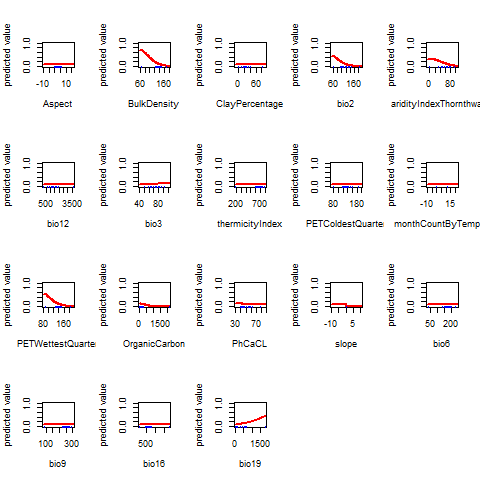 predicted value
0.0 1.0
-10 10
Aspect
predicted value
0.0 1.0
60 160
BulkDensity
predicted value
0.0 1.0
0 60
ClayPercentage
predicted value
0.0 1.0
60 160
bio2
predicted value
0.0 1.0
0 80
aridityIndexThornthwa
predicted value
0.0 1.0
500 3500
bio12
predicted value
0.0 1.0
40 80
bio3
predicted value
0.0 1.0
200 700
thermicityIndex
predicted value
0.0 1.0
80 180
PETColdestQuarte
predicted value
0.0 1.0
-10 15
monthCountByTemp
predicted value
0.0 1.0
80 160
PETWettestQuarte
predicted value
0.0 1.0
0 1500
OrganicCarbon
predicted value
0.0 1.0
30 70
PhCaCL
predicted value
0.0 1.0
-10 5
slope
predicted value
0.0 1.0
50 200
bio6
predicted value
0.0 1.0
100 300
bio9
predicted value
0.0 1.0
500
bio16
predicted value
0.0 1.0
0 1500
bio19